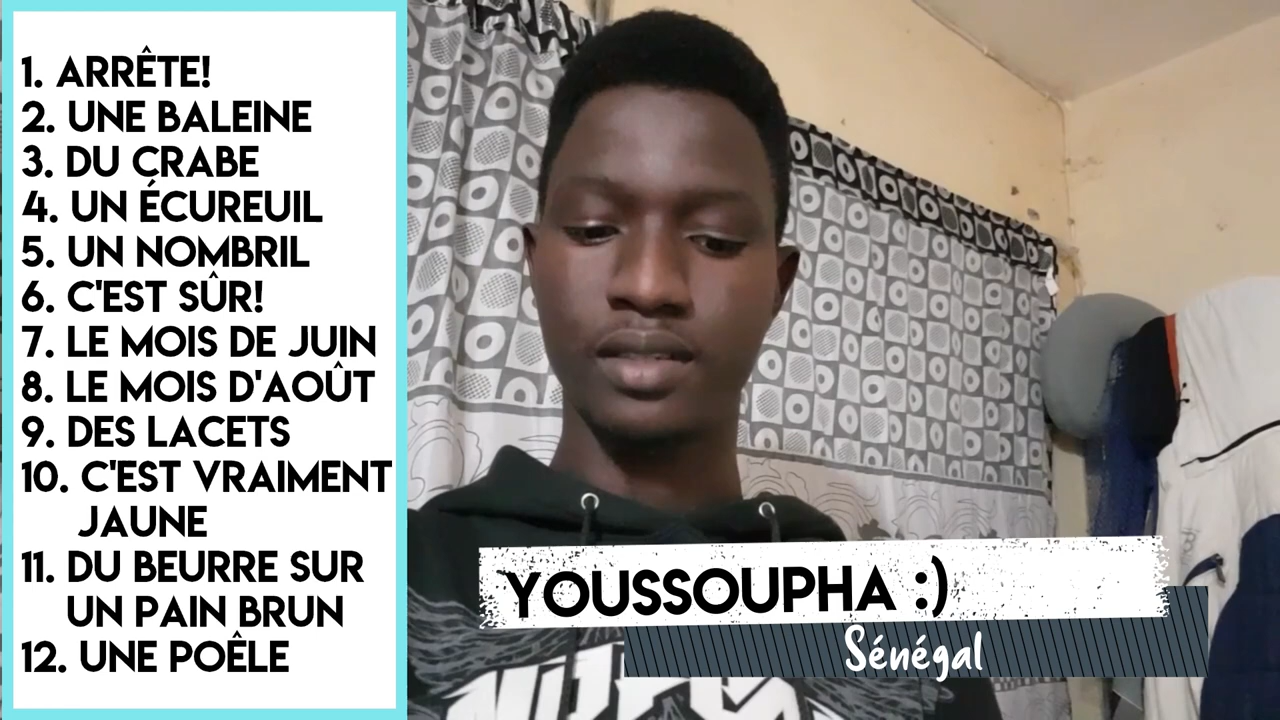 1. ARRÊTE!
2. UNE BALEINE
3. DU CRABE
4. UN ÉCUREUIL
5. UN NOMBRIL
6. C'EST SÛR!
7. LE MOIS DE JUIN
8. LE MOIS D'AOÛT
9. DES LACETS
10. C'EST VRAIMENT
JAUNE
11. DU BEURRE SUR
UN PAIN BRUN
12. UNE POÊLE
YOUSSOUPHA :)
Sénégal